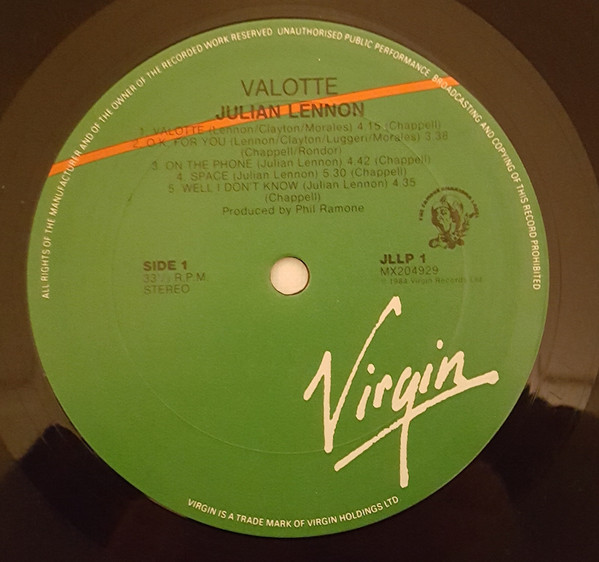 ALL RIGHTS OF THE MANUFACTURER AND OF THE OWNER OF THE RECORDED WORK RESERVED. UNAUTHORISED PUBLIC PERFORMANCE, BROADCASTING AND COPYING OF THIS RECORD PROHIBITED
VALOTTE
JULIAN LENNON
1. VALOTTE (Lennon/Clayton/Morales) 4.15 (Chappell)
2. O.K. FOR YOU (Lennon/Clayton/Luggeri/Morales) 3.38
(Chappell/Rondor)
3. ON THE PHONE (Julian Lennon) 4.42 (Chappell)
4. SPACE (Julian Lennon) 5.30 (Chappell)
5. WELL I DON'T KNOW (Julian Lennon) 4.35
(Chappell)
Produced by Phil Ramone
THE FAMOUS CHARISMA LABEL
SIDE 1
33⅓ R.P.M.
STEREO
JLLP 1
MX204929
℗ 1984 Virgin Records Ltd.
Virgin
VIRGIN IS A TRADE MARK OF VIRGIN HOLDINGS LTD.